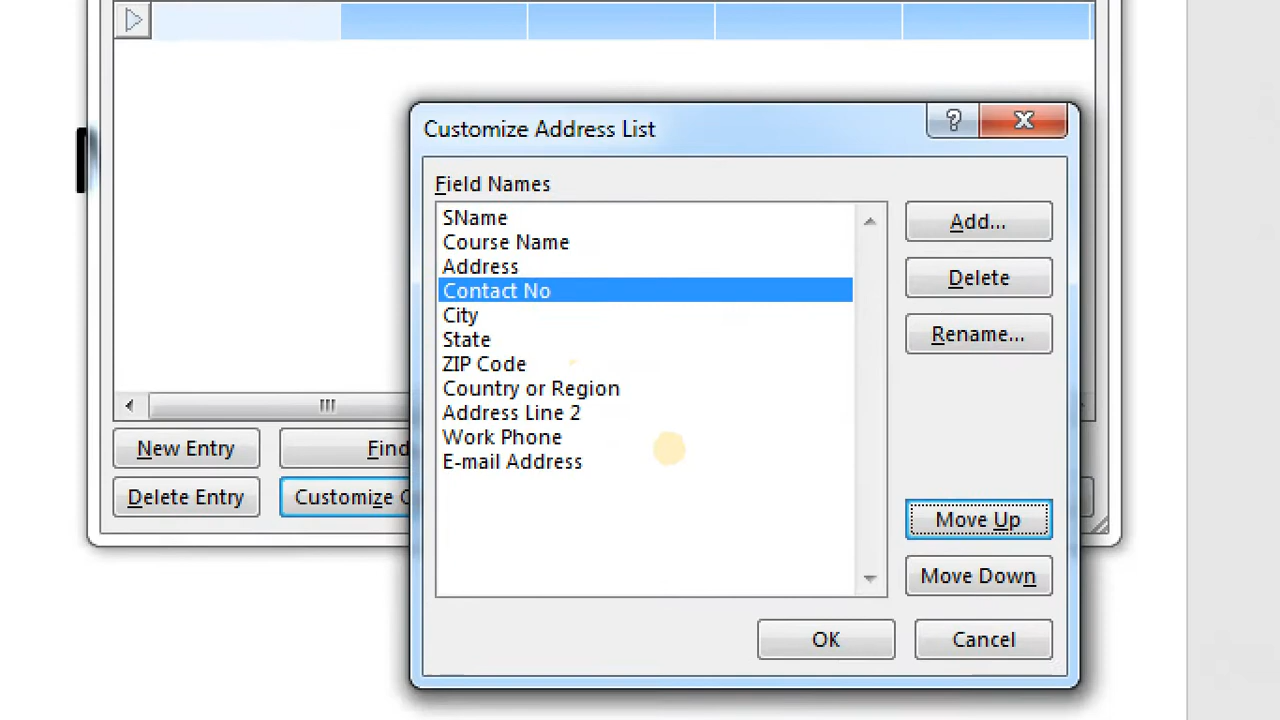 Customize Address List
?
Field Names
SName
Course Name
Address
Contact No
City
State
ZIP Code
Country or Region
Address Line 2
Work Phone
E-mail Address
Add...
Delete
Rename...
Move Up
Move Down
OK
Cancel
New Entry
Find
Delete Entry
Customize C